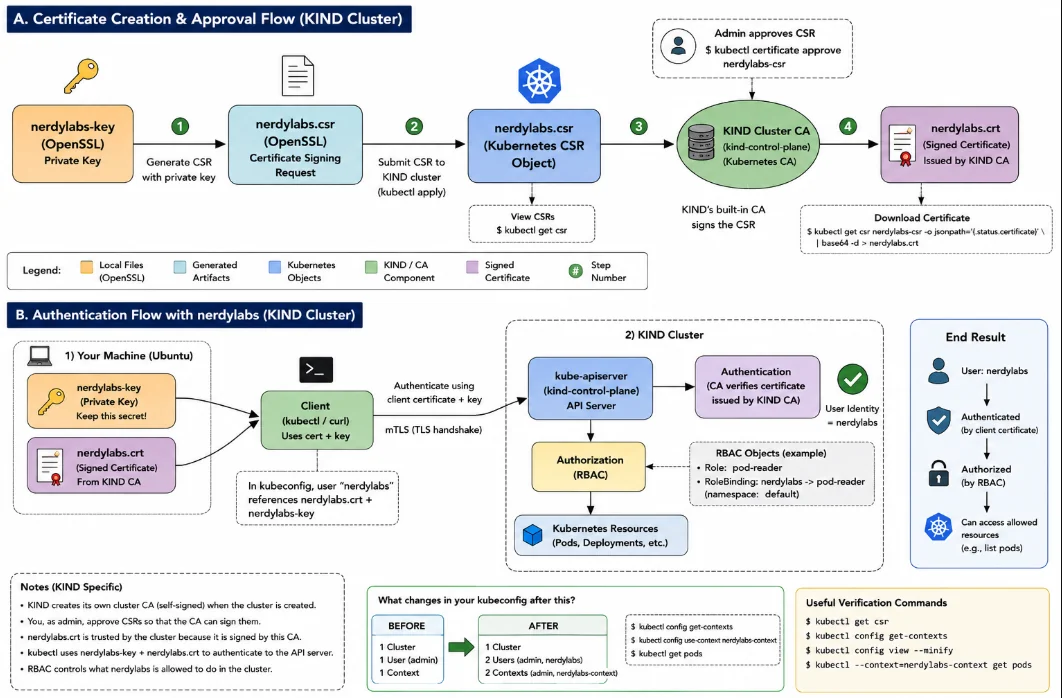 A. Certificate Creation & Approval Flow (KIND Cluster)
Admin approves CSR
$ kubectl certificate approve
nerdylabs-csr
nerdylabs-key
(OpenSSL)
Private Key
1
Generate CSR
with private key
nerdylabs.csr
(OpenSSL)
Certificate Signing
Request
2
Submit CSR to
KIND cluster
(kubectl apply)
nerdylabs.csr
(Kubernetes CSR
Object)
View CSRs
$ kubectl get csr
3
KIND Cluster CA
(kind-control-plane)
(Kubernetes CA)
KIND's built-in CA
signs the CSR
4
nerdylabs.crt
(Signed Certificate)
Issued by KIND CA
Download Certificate
$ kubectl get csr nerdylabs-csr -o jsonpath='{.status.certificate}' \
| base64 -d > nerdylabs.crt
Legend:
Local Files
(OpenSSL)
Generated
Artifacts
Kubernetes
Objects
KIND / CA
Component
Signed
Certificate
#
Step
Number
B. Authentication Flow with nerdylabs (KIND Cluster)
1) Your Machine (Ubuntu)
nerdylabs-key
(Private Key)
Keep this secret!
nerdylabs.crt
(Signed Certificate)
From KIND CA
Client
(kubectl / curl)
Uses cert + key
In kubeconfig, user "nerdylabs"
references nerdylabs.crt +
nerdylabs-key
Authenticate using
client certificate + key
mTLS (TLS handshake)
2) KIND Cluster
kube-apiserver
(kind-control-plane)
API Server
Authentication
(CA verifies certificate
issued by KIND CA)
User Identity
= nerdylabs
Authorization
(RBAC)
RBAC Objects (example)
• Role: pod-reader
• RoleBinding: nerdylabs -> pod-reader
(namespace: default)
Kubernetes Resources
(Pods, Deployments, etc.)
End Result
User: nerdylabs
Authenticated
(by client certificate)
Authorized
(by RBAC)
Can access allowed
resources
(e.g., list pods)
Notes (KIND Specific)
• KIND creates its own cluster CA (self-signed) when the cluster is created.
• You, as admin, approve CSRs so that the CA can sign them.
• nerdylabs.crt is trusted by the cluster because it is signed by this CA.
• kubectl uses nerdylabs-key + nerdylabs.crt to authenticate to the API server.
• RBAC controls what nerdylabs is allowed to do in the cluster.
What changes in your kubeconfig after this?
BEFORE
1 Cluster
1 User (admin)
1 Context
AFTER
1 Cluster
2 Users (admin, nerdylabs)
2 Contexts (admin, nerdylabs-context)
$ kubectl config get-contexts
$ kubectl config use-context nerdylabs-context
$ kubectl get pods
Useful Verification Commands
$ kubectl get csr
$ kubectl config get-contexts
$ kubectl config view --minify
$ kubectl --context=nerdylabs-context get pods